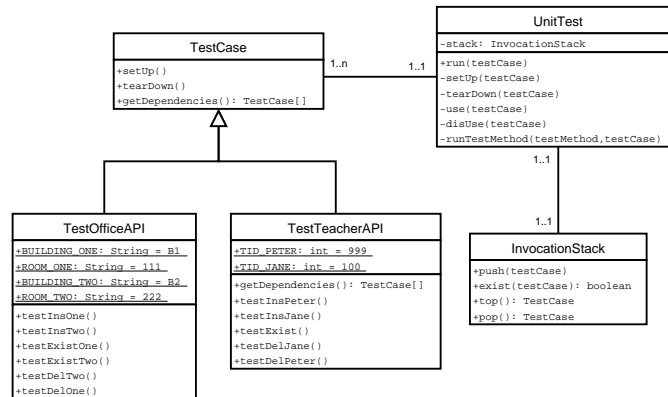 UnitTest
-stack: InvocationStack
+run(testCase)
-setUp(testCase)
-tearDown(testCase)
-use(testCase)
-disUse(testCase)
-runTestMethod(testMethod,testCase)
TestCase
+setUp()
+tearDown()
+getDependencies(): TestCase[]
1..n
1..1
1..1
1..1
TestOfficeAPI
+BUILDING_ONE: String = B1
+ROOM_ONE: String = 111
+BUILDING_TWO: String = B2
+ROOM_TWO: String = 222
+testInsOne()
+testInsTwo()
+testExistOne()
+testExistTwo()
+testDelTwo()
+testDelOne()
TestTeacherAPI
+TID_PETER: int = 999
+TID_JANE: int = 100
+getDependencies(): TestCase[]
+testInsPeter()
+testInsJane()
+testExist()
+testDelJane()
+testDelPeter()
InvocationStack
+push(testCase)
+exist(testCase): boolean
+top(): TestCase
+pop(): TestCase